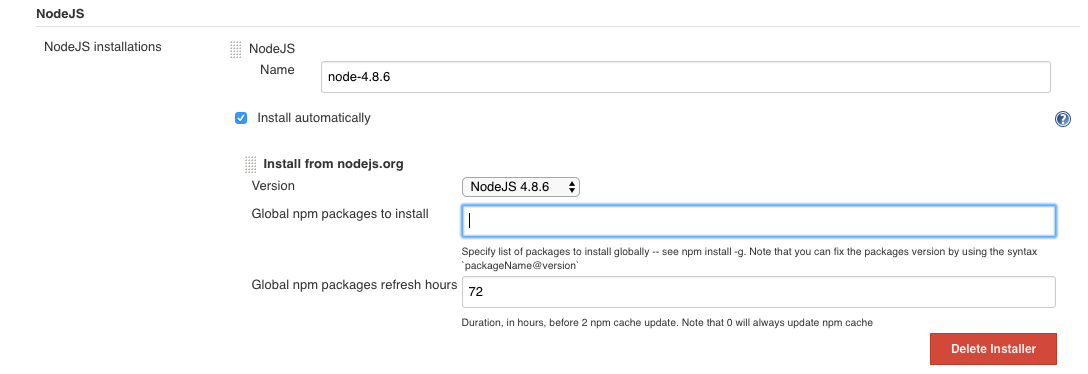 NodeJS
NodeJS installations
NodeJS
Name
node-4.8.6
Install automatically
?
Install from nodejs.org
Version
NodeJS 4.8.6
Global npm packages to install
Specify list of packages to install globally -- see npm install -g. Note that you can fix the packages version by using the syntax
`packageName@version`
Global npm packages refresh hours
72
Duration, in hours, before 2 npm cache update. Note that 0 will always update npm cache
Delete Installer